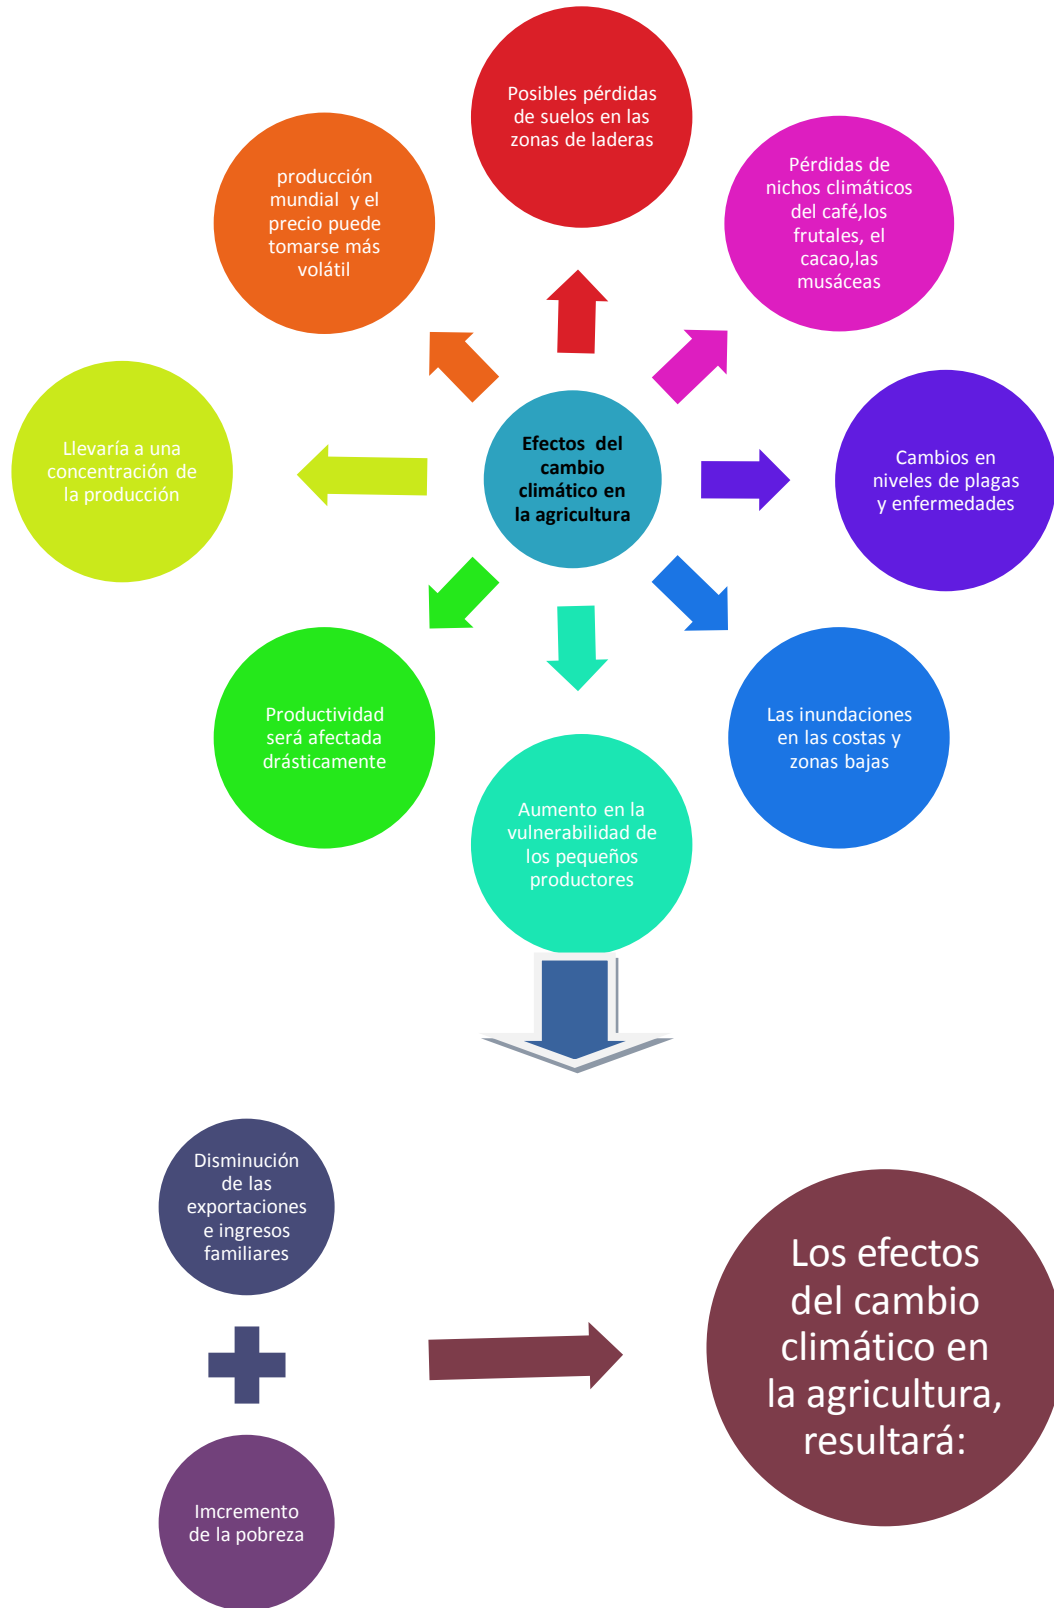 Posibles pérdidas
de suelos en las
zonas de laderas
Pérdidas de
nichos climáticos
del café,los
frutales, el
cacao,las
musáceas
producción
mundial y el
precio puede
tomarse más
volátil
Llevaría a una
concentración de
la producción
Efectos del
cambio
climático en
la agricultura
Cambios en
niveles de plagas
y enfermedades
Productividad
será afectada
drásticamente
Las inundaciones
en las costas y
zonas bajas
Aumento en la
vulnerabilidad de
los pequeños
productores
Disminución
de las
exportaciones
e ingresos
familiares
Imcremento
de la pobreza
Los efectos
del cambio
climático en
la agricultura,
resultará: